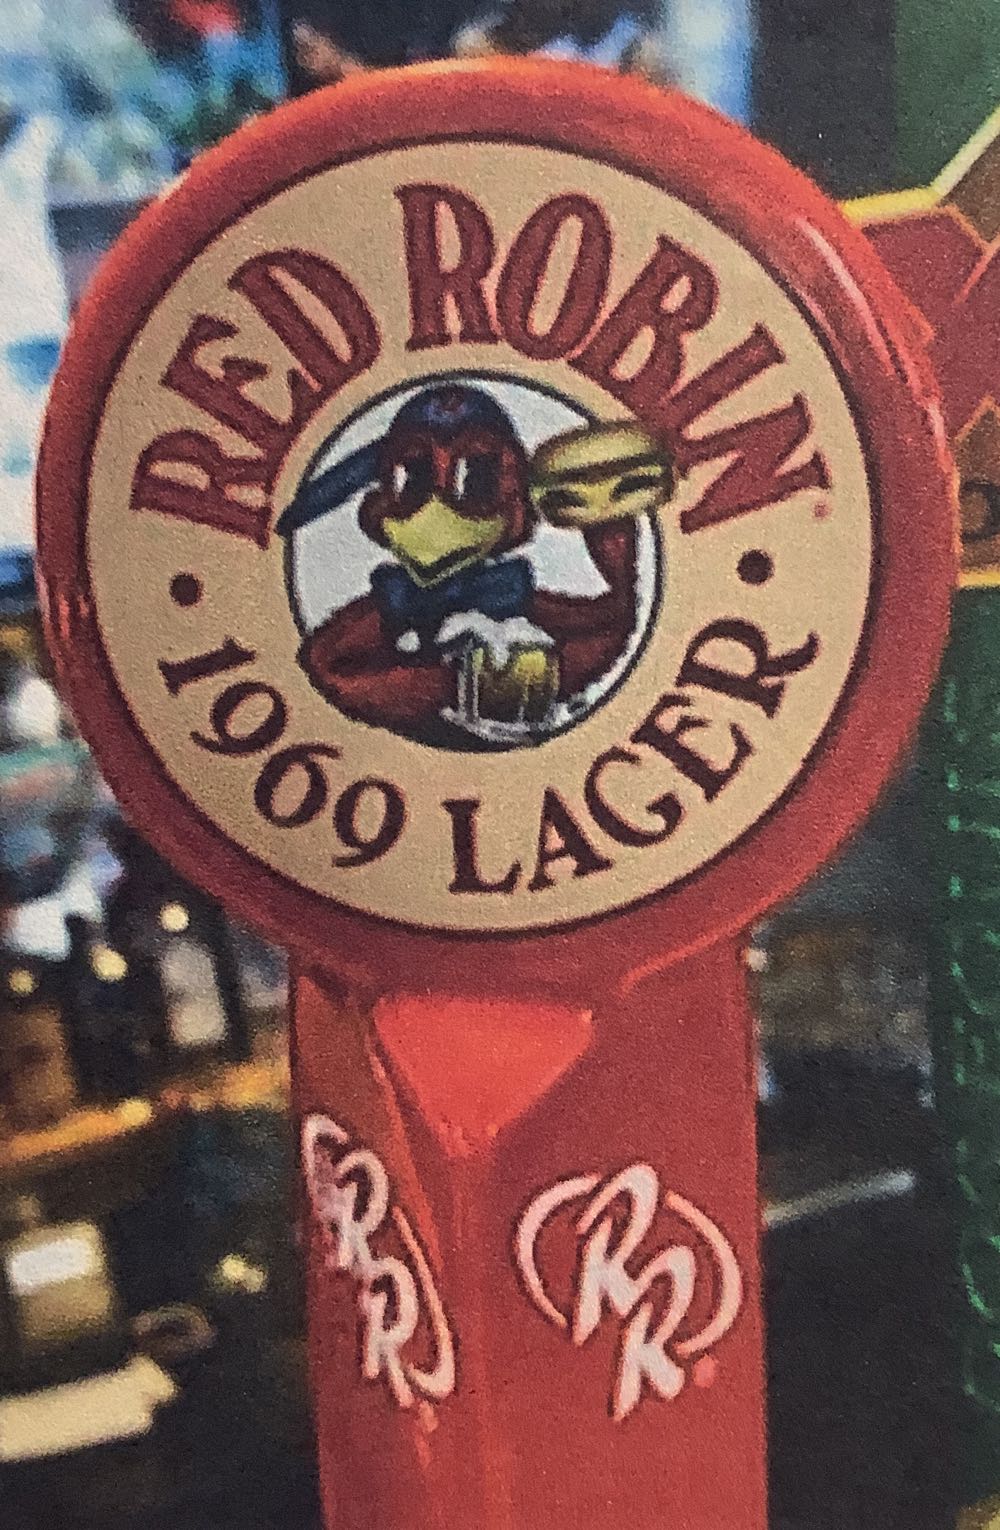 RED ROBIN
• 1969 LAGER •
RR
RR